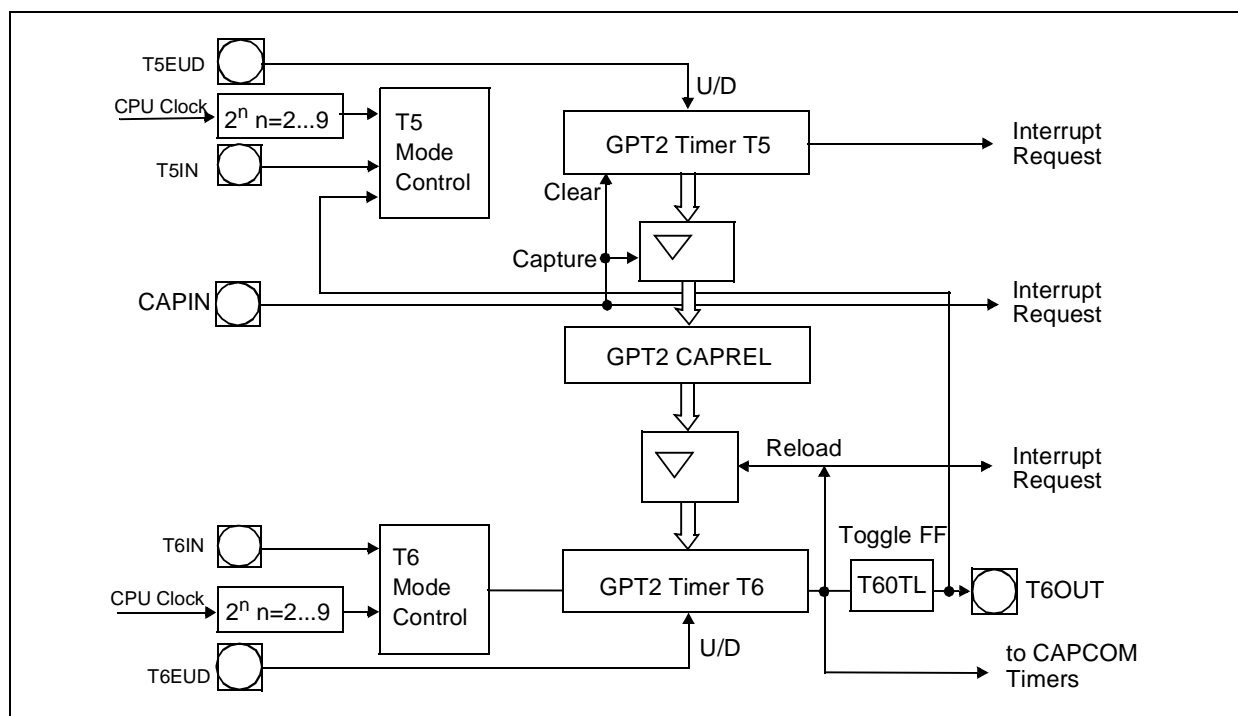 T5EUD
U/D
CPU Clock
2ⁿ n=2...9
T5
Mode
Control
GPT2 Timer T5
Interrupt
Request
T5IN
Clear
Capture
CAPIN
Interrupt
Request
GPT2 CAPREL
Reload
Interrupt
Request
Toggle FF
T6IN
T6
Mode
Control
GPT2 Timer T6
T60TL
T6OUT
CPU Clock
2ⁿ n=2...9
U/D
T6EUD
to CAPCOM
Timers